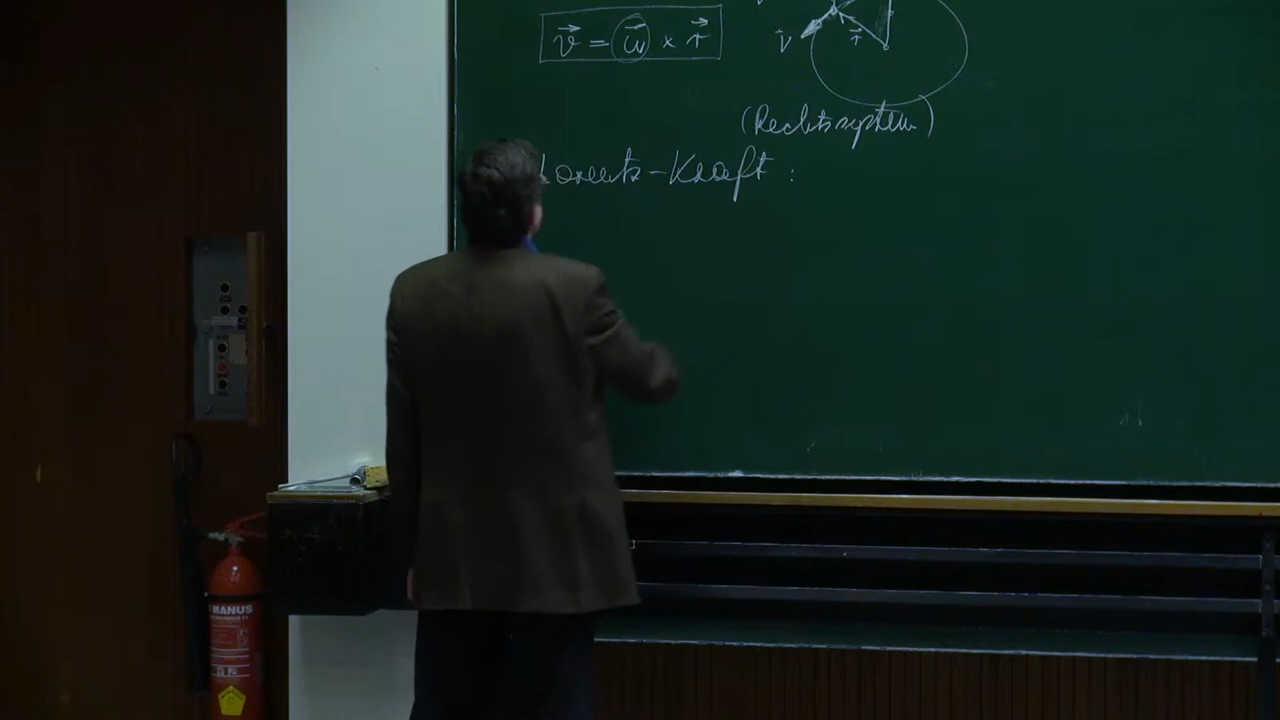 v⃗ = ω⃗ × r⃗
v⃗ r⃗
(Rechtssystem)
Lorentz-Kraft :
MANUS